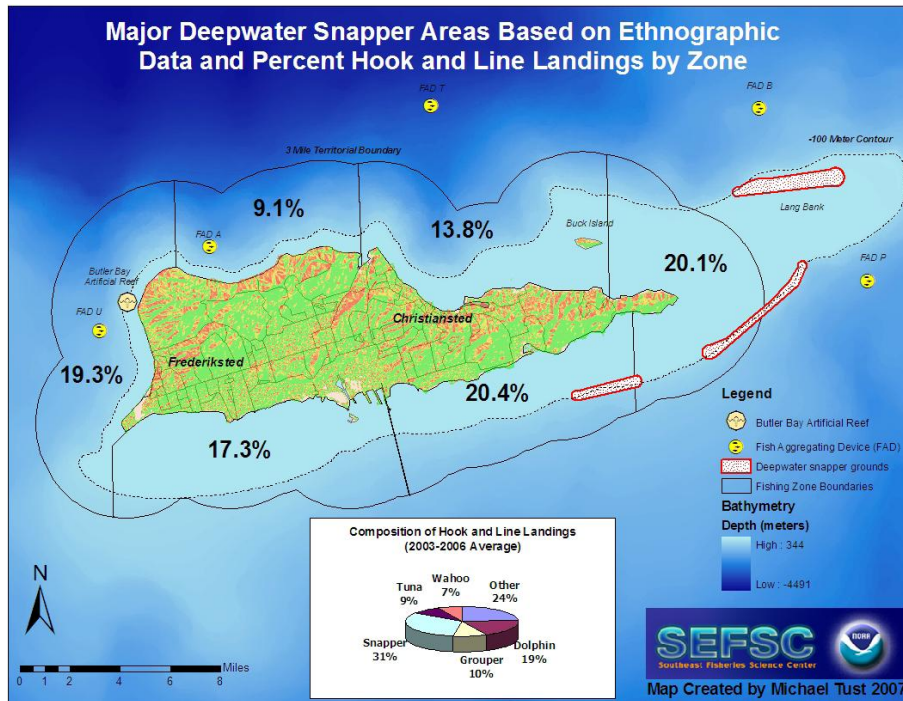 Major Deepwater Snapper Areas Based on Ethnographic
Data and Percent Hook and Line Landings by Zone
FAD T
FAD B
3 Mile Territorial Boundary
-100 Meter Contour
9.1%
13.8%
Buck Island
Lang Bank
FAD A
20.1%
FAD P
Butler Bay
Artificial Reef
FAD U
Christiansted
Frederiksted
19.3%
20.4%
17.3%
Legend
Butler Bay Artificial Reef
Fish Aggregating Device (FAD)
Deepwater snapper grounds
Fishing Zone Boundaries
Bathymetry
Depth (meters)
High : 344
Low : -4491
Composition of Hook and Line Landings
(2003-2006 Average)
Tuna
9%
Wahoo
7%
Other
24%
Snapper
31%
Grouper
10%
Dolphin
19%
N
Miles
0 1 2 4 6 8
SEFSC
Southeast Fisheries Science Center
NOAA
Map Created by Michael Tust 2007